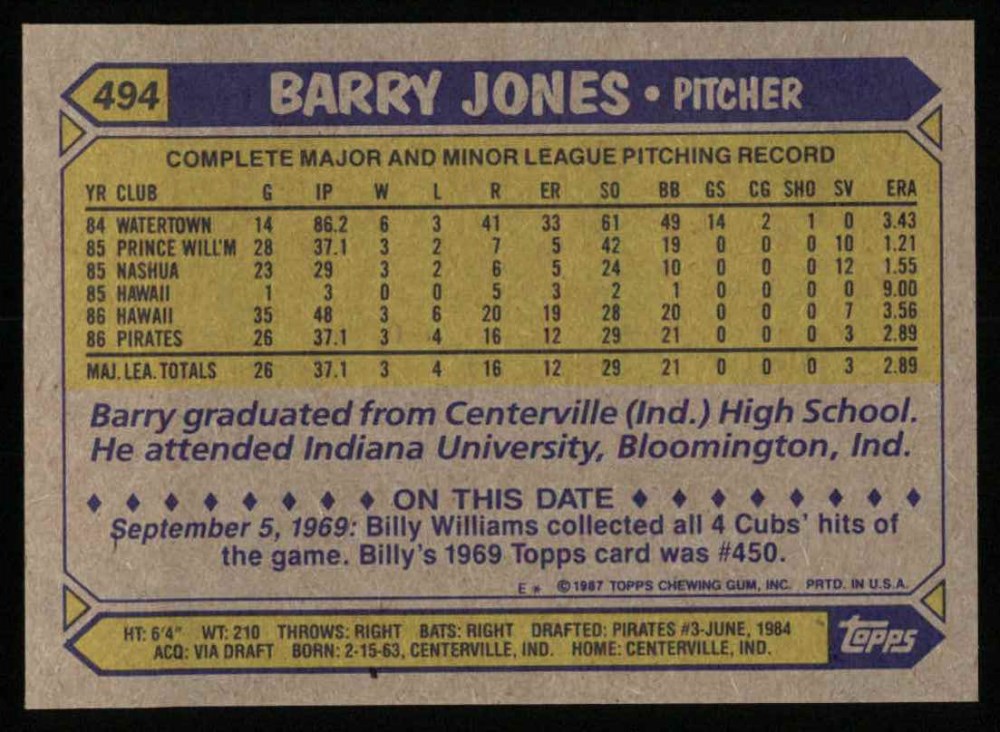 494 BARRY JONES • PITCHER
COMPLETE MAJOR AND MINOR LEAGUE PITCHING RECORD
YR CLUB G IP W L R ER SO BB GS CG SHO SV ERA
84 WATERTOWN 14 86.2 6 3 41 33 61 49 14 2 1 0 3.43
85 PRINCE WILL'M 28 37.1 3 2 7 5 42 19 0 0 0 10 1.21
85 NASHUA 23 29 3 2 6 5 24 10 0 0 0 12 1.55
85 HAWAII 1 3 0 0 5 3 2 1 0 0 0 0 9.00
86 HAWAII 35 48 3 6 20 19 28 20 0 0 0 7 3.56
86 PIRATES 26 37.1 3 4 16 12 29 21 0 0 0 3 2.89
MAJ. LEA. TOTALS 26 37.1 3 4 16 12 29 21 0 0 0 3 2.89
Barry graduated from Centerville (Ind.) High School.
He attended Indiana University, Bloomington, Ind.
♦ ♦ ♦ ♦ ♦ ♦ ♦ ♦ ON THIS DATE ♦ ♦ ♦ ♦ ♦ ♦ ♦ ♦
September 5, 1969: Billy Williams collected all 4 Cubs' hits of
the game. Billy's 1969 Topps card was #450.
E * ©1987 TOPPS CHEWING GUM, INC. PRTD. IN U.S.A.
HT: 6'4" WT: 210 THROWS: RIGHT BATS: RIGHT DRAFTED: PIRATES #3-JUNE, 1984
ACQ: VIA DRAFT BORN: 2-15-63, CENTERVILLE, IND. HOME: CENTERVILLE, IND.
topps